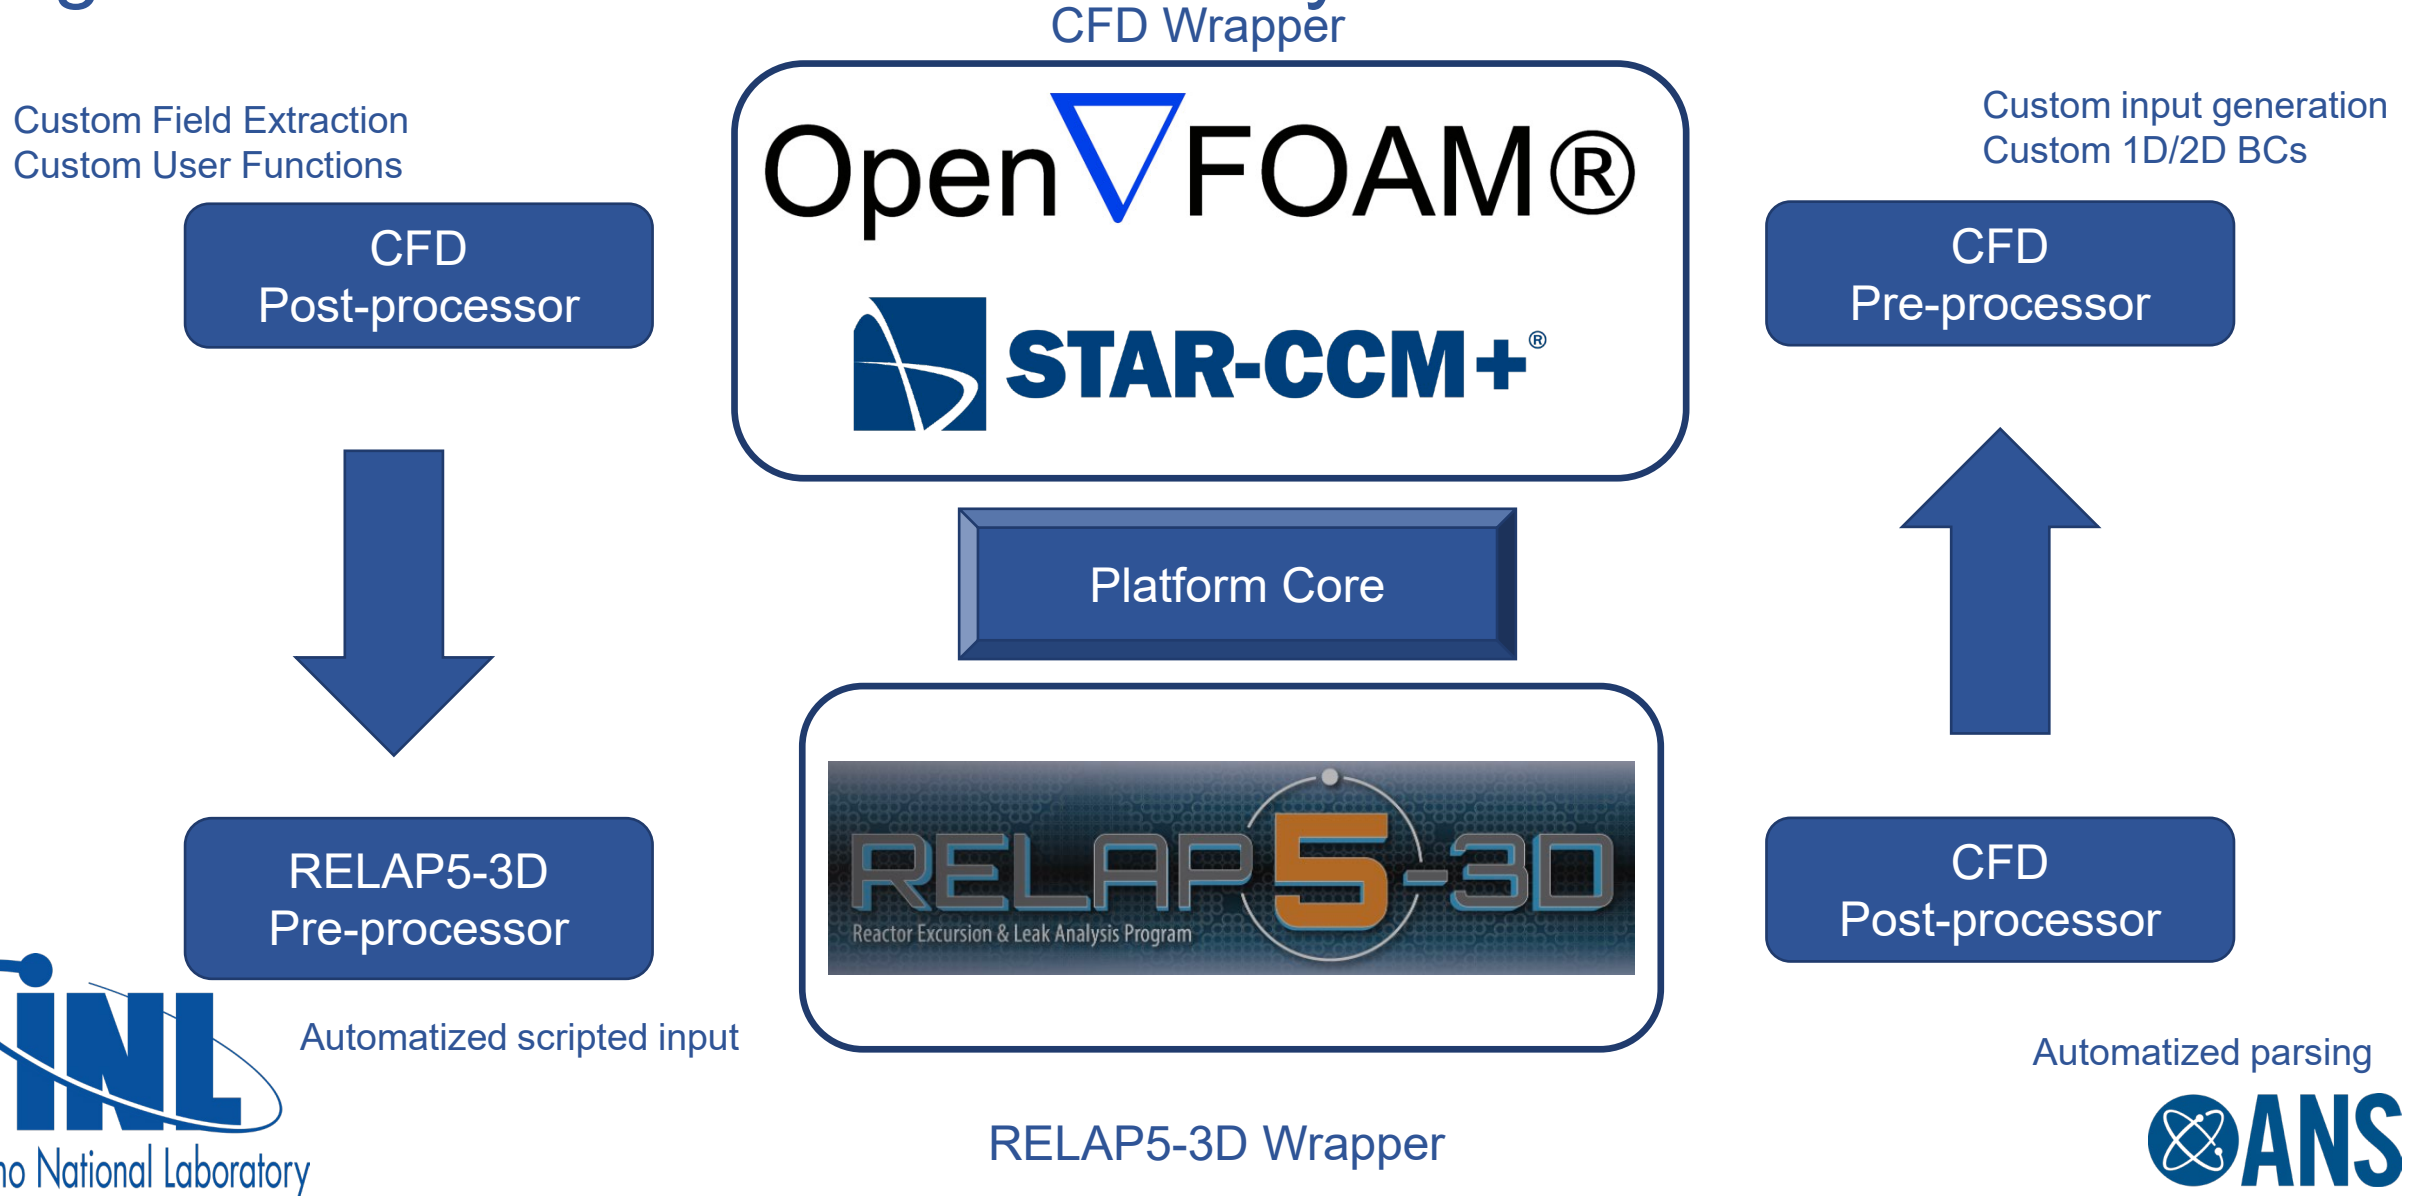 CFD Wrapper
Custom Field Extraction
Custom User Functions
Custom input generation
Custom 1D/2D BCs
Open FOAM®
CFD
Post-processor
CFD
Pre-processor
STAR-CCM+®
Platform Core
RELAP5-3D
Reactor Excursion & Leak Analysis Program
RELAP5-3D
Pre-processor
CFD
Post-processor
INL
National Laboratory
Automatized scripted input
Automatized parsing
RELAP5-3D Wrapper
ANS